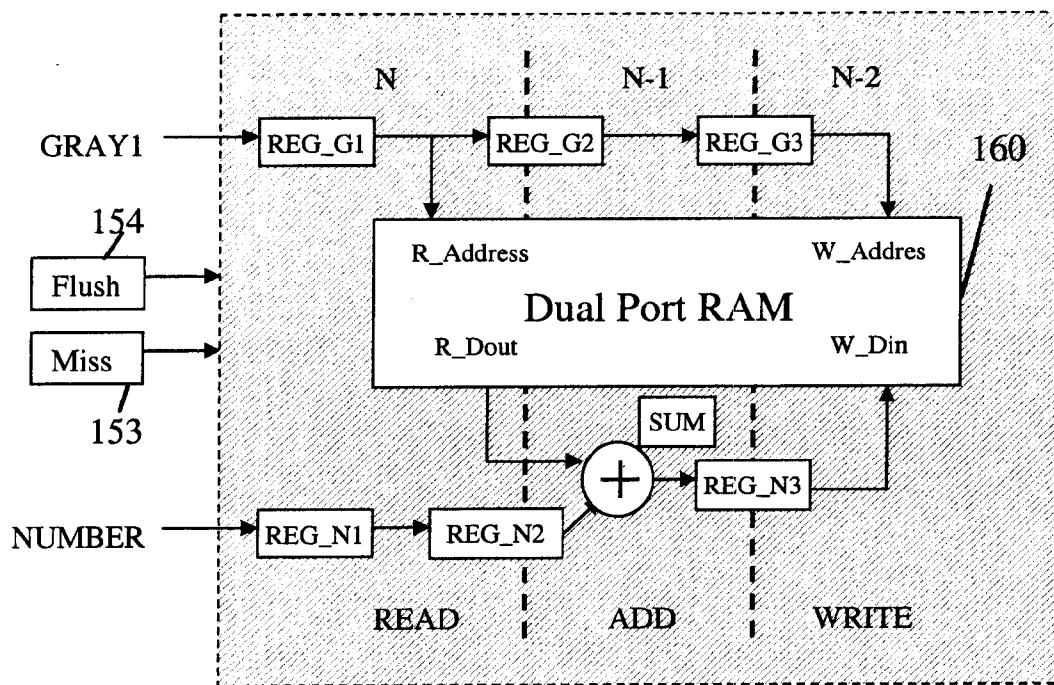 N N-1 N-2
GRAY1 REG_G1 REG_G2 REG_G3 160
154
R_Address W_Addres
Flush
Dual Port RAM
R_Dout W_Din
Miss
153
SUM
REG_N3
NUMBER REG_N1 REG_N2
READ ADD WRITE